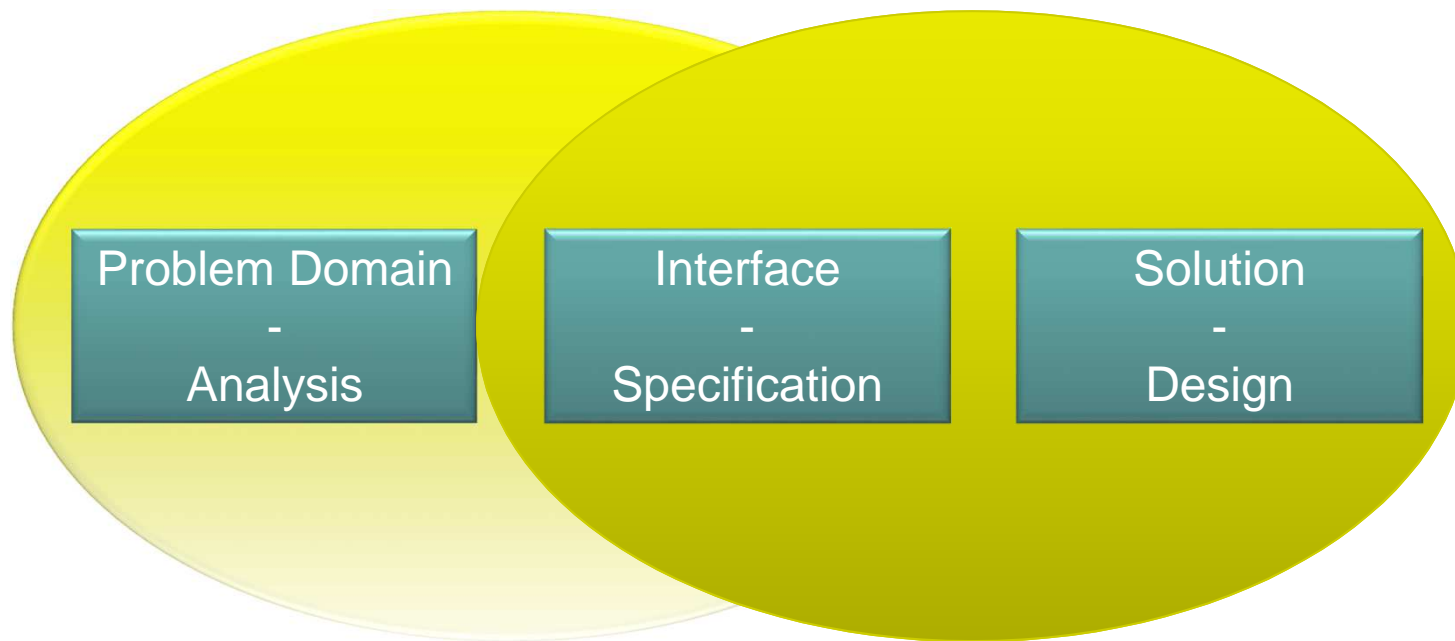 Problem Domain
-
Analysis
Interface
-
Specification
Solution
-
Design